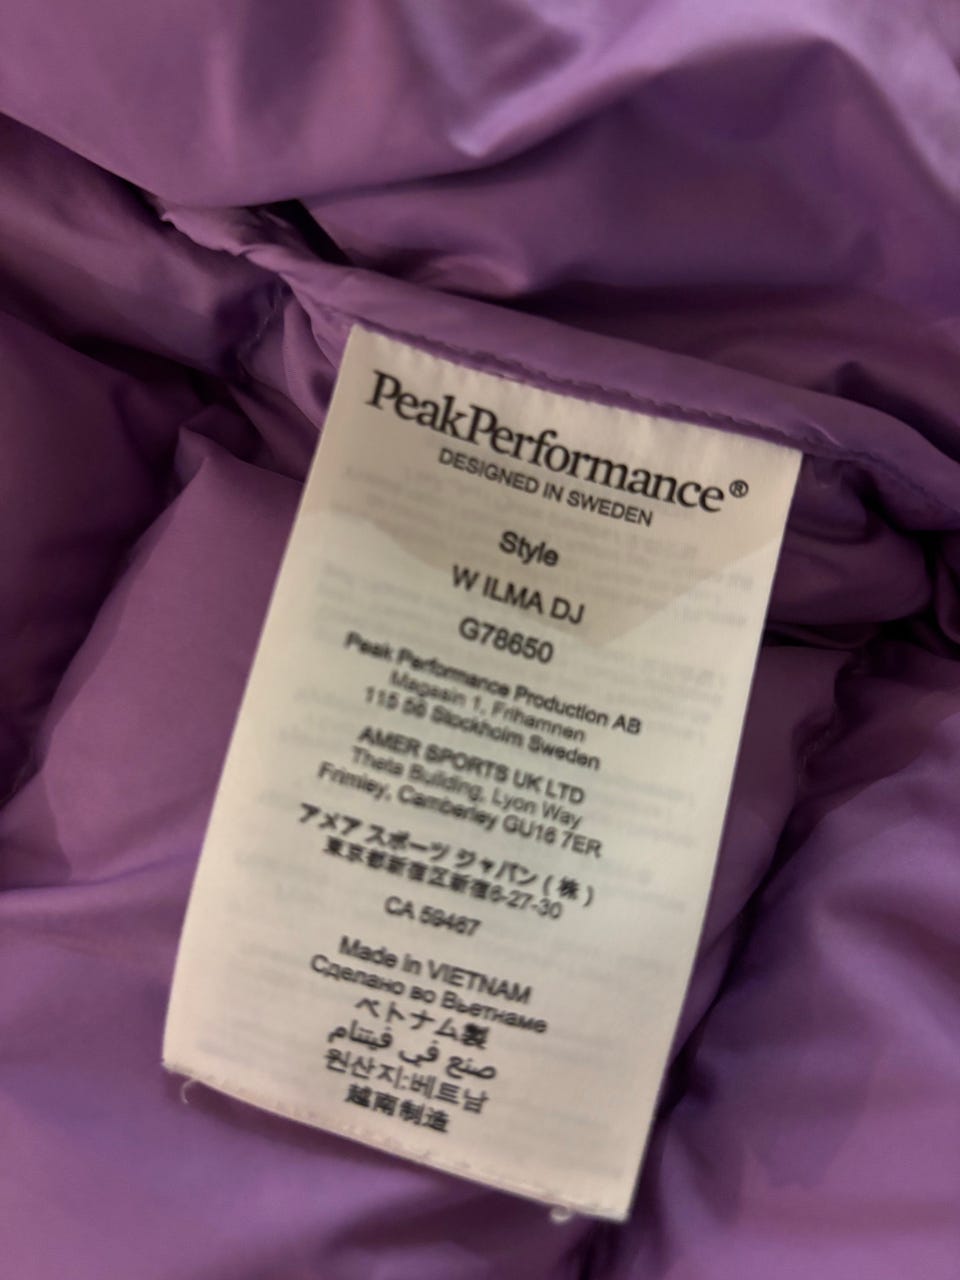 PeakPerformance®
DESIGNED IN SWEDEN
Style
W ILMA DJ
G78650
Peak Performance Production AB
Magasin 1, Frihamnen
115 56 Stockholm Sweden
AMER SPORTS UK LTD
Theta Building, Lyon Way
Frimley, Camberley GU16 7ER
アメア スポーツ ジャパン ( 株 )
東京都新宿区新宿6-27-30
CA 59467
Made in VIETNAM
Сделано во Вьетнаме
ベトナム製
صنع في فيتنام
원산지:베트남
越南制造